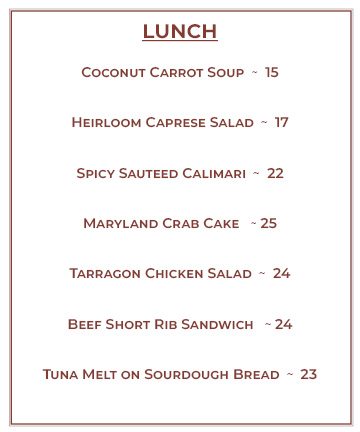 LUNCH
Coconut Carrot Soup ~ 15
Heirloom Caprese Salad ~ 17
Spicy Sauteed Calimari ~ 22
Maryland Crab Cake ~ 25
Tarragon Chicken Salad ~ 24
Beef Short Rib Sandwich ~ 24
Tuna Melt on Sourdough Bread ~ 23